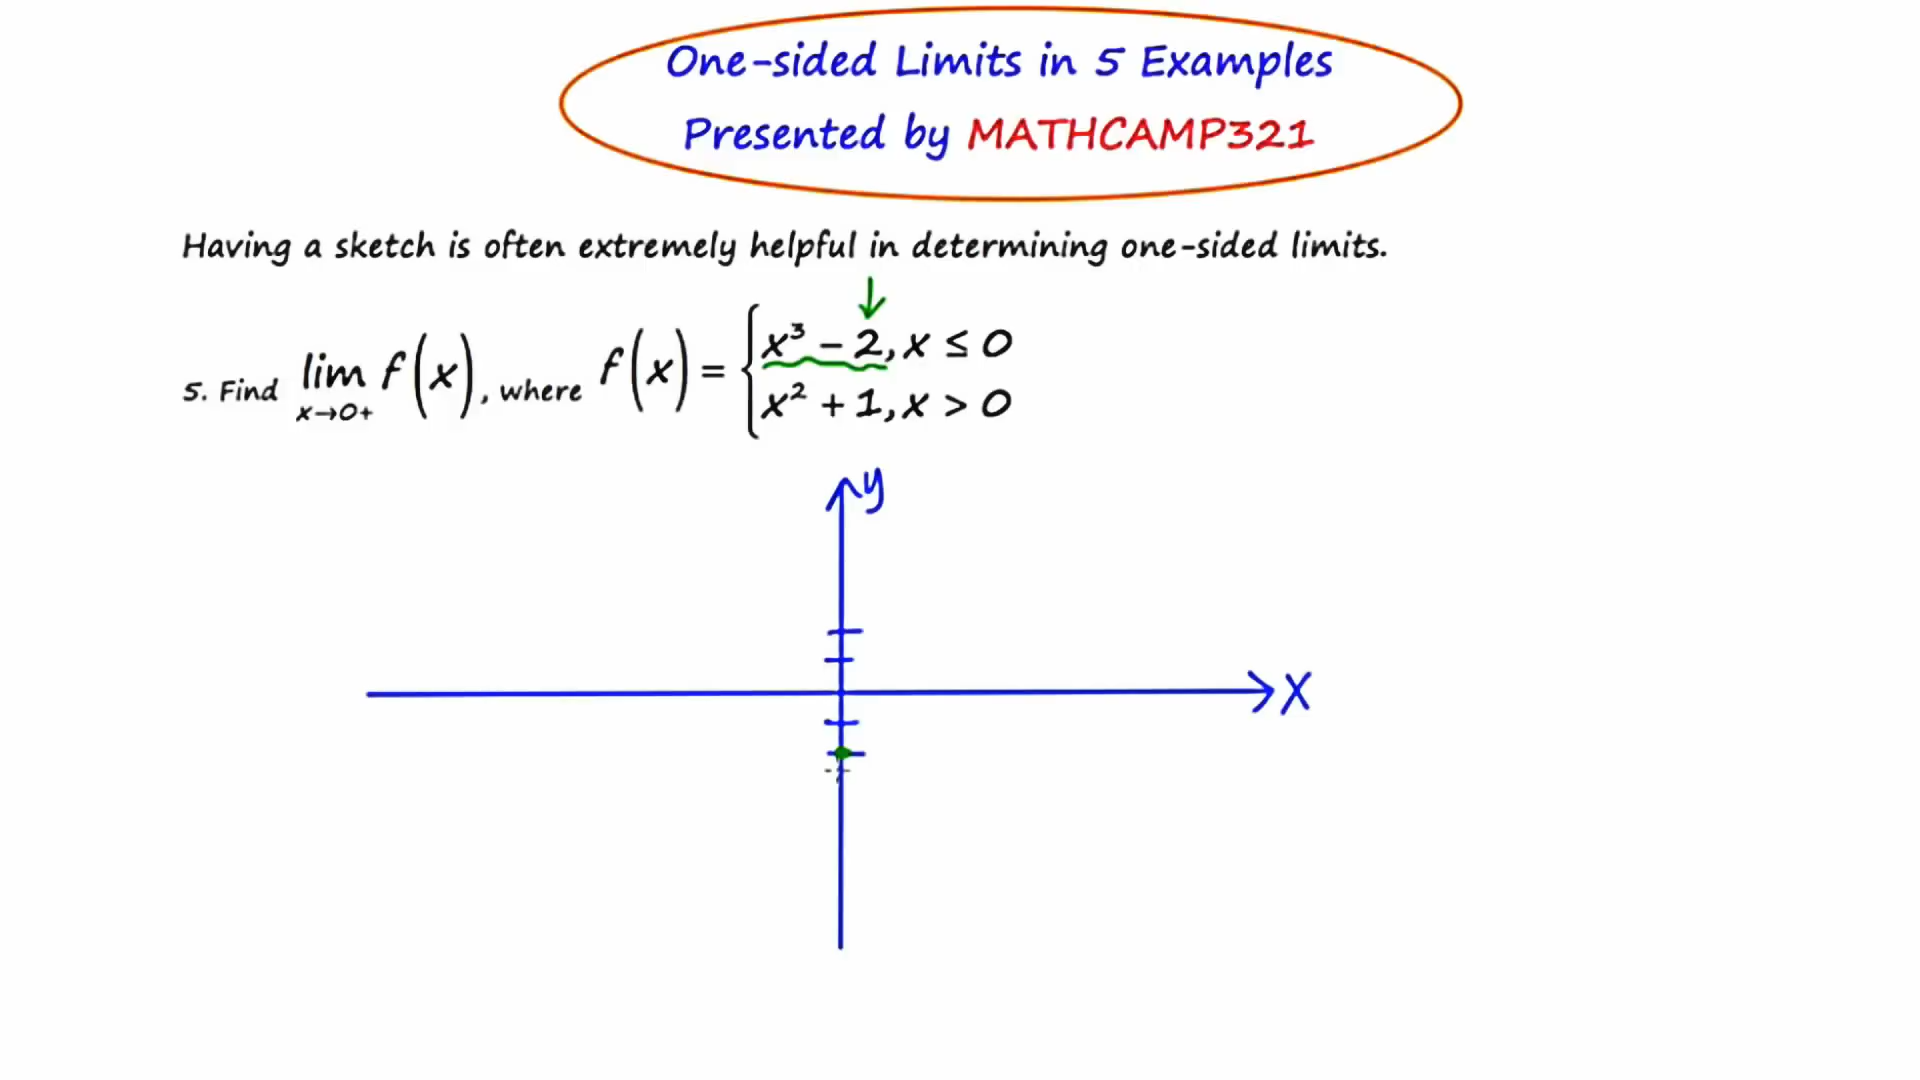 One-sided Limits in 5 Examples
Presented by MATHCAMP321
Having a sketch is often extremely helpful in determining one-sided limits.
5. Find lim x→0+ f(x), where f(x) = { x³ − 2, x ≤ 0
x² + 1, x > 0
y
X